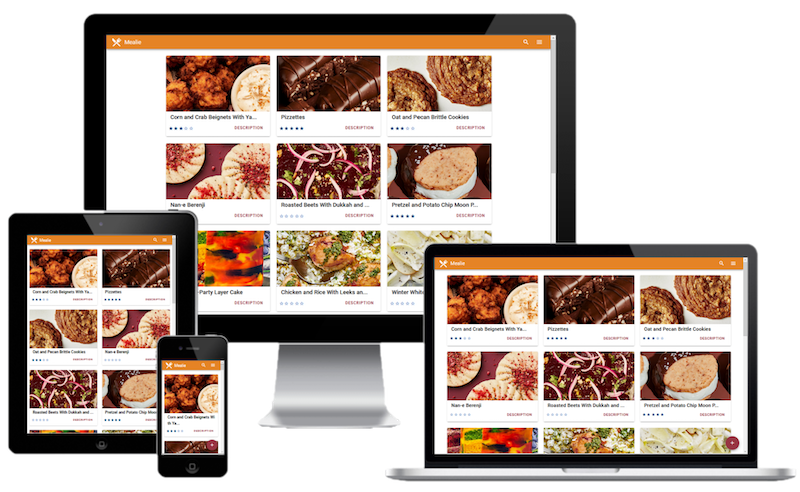 Mealie
Corn and Crab Beignets With Ya...
DESCRIPTION
Pizzettes
DESCRIPTION
Oat and Pecan Brittle Cookies
DESCRIPTION
Nan-e Berenji
DESCRIPTION
Roasted Beets With Dukkah and ...
DESCRIPTION
Pretzel and Potato Chip Moon P...
DESCRIPTION
Party Layer Cake
DESCRIPTION
Chicken and Rice With Leeks an...
DESCRIPTION
Winter Whit
Mealie
Corn and Crab Beignets With Ya...
DESCRIPTION
Pizzettes
DESCRIPTION
Oat and Pecan Brittle Cookies
DESCRIPTION
Nan-e Berenji
DESCRIPTION
Roasted Beets With Dukkah and ...
DESCRIPTION
Pretzel and Potato Chip Moon P...
DESCRIPTION
Mealie
Corn and Crab Beignets Wi
th Ya...
DESCRIPTION
Mealie
Corn and Crab Beignets With Ya...
DESCRIPTION
Pizzettes
DESCRIPTION
Oat and Pecan Brittle Cookies
DESCRIPTION
Nan-e Berenji
DESCRIPTION
Roasted Beets With Dukkah and ...
DESCRIPTION
Pretzel and Potato Chip Moon P...
DESCRIPTION